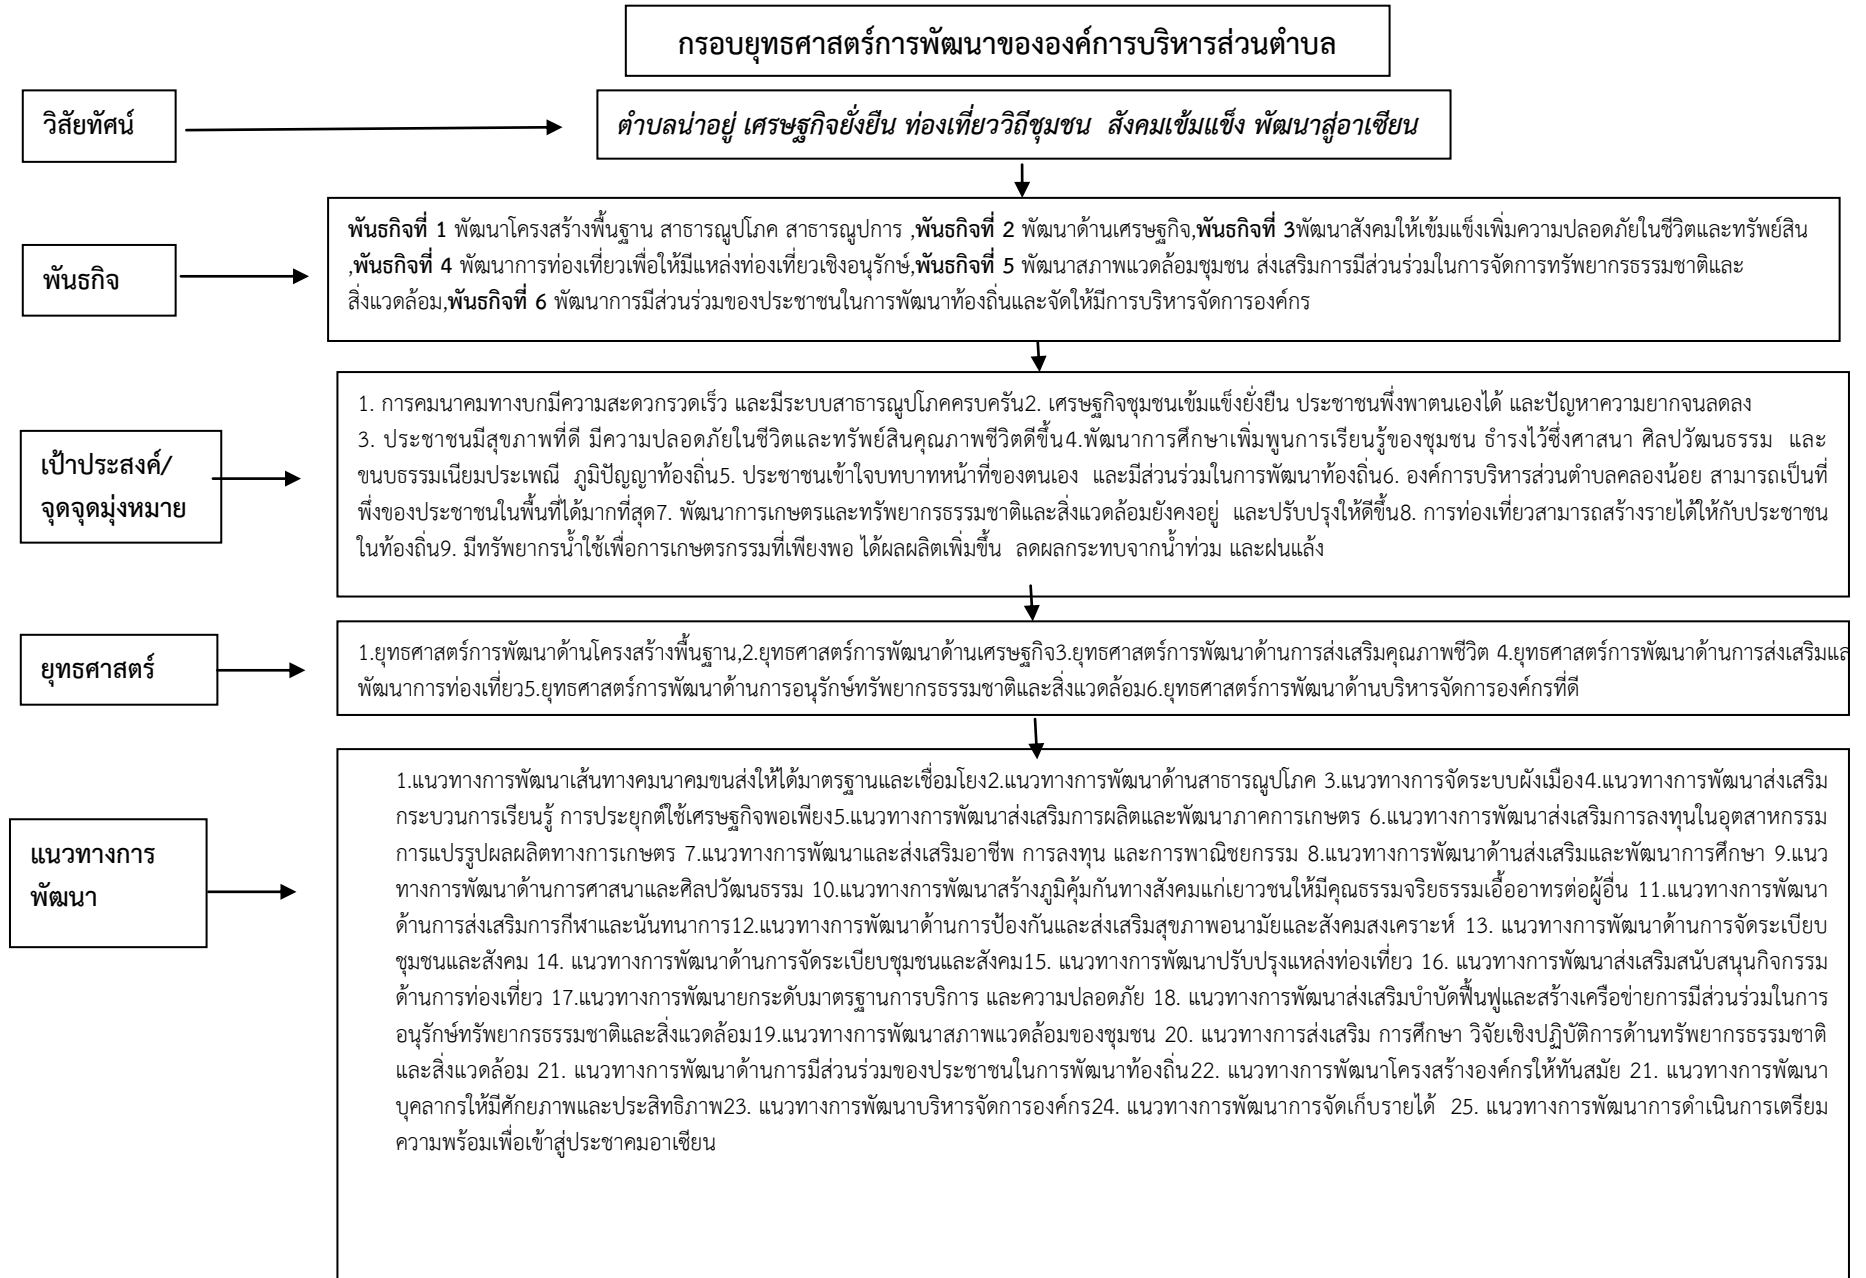 กรอบยุทธศาสตร์การพัฒนาขององค์การบริหารส่วนตำบล
วิสัยทัศน์
ตำบลน่าอยู่ เศรษฐกิจยั่งยืน ท่องเที่ยววิถีชุมชน สังคมเข้มแข็ง พัฒนาสู่อาเซียน
พันธกิจ
พันธกิจที่ 1 พัฒนาโครงสร้างพื้นฐาน สาธารณูปโภค สาธารณูปการ ,พันธกิจที่ 2 พัฒนาด้านเศรษฐกิจ,พันธกิจที่ 3พัฒนาสังคมให้เข้มแข็งเพิ่มความปลอดภัยในชีวิตและทรัพย์สิน
,พันธกิจที่ 4 พัฒนาการท่องเที่ยวเพื่อให้มีแหล่งท่องเที่ยวเชิงอนุรักษ์,พันธกิจที่ 5 พัฒนาสภาพแวดล้อมชุมชน ส่งเสริมการมีส่วนร่วมในการจัดการทรัพยากรธรรมชาติและ
สิ่งแวดล้อม,พันธกิจที่ 6 พัฒนาการมีส่วนร่วมของประชาชนในการพัฒนาท้องถิ่นและจัดให้มีการบริหารจัดการองค์กร
เป้าประสงค์/
จุดจุดมุ่งหมาย
1. การคมนาคมทางบกมีความสะดวกรวดเร็ว และมีระบบสาธารณูปโภคครบครัน2. เศรษฐกิจชุมชนเข้มแข็งยั่งยืน ประชาชนพึ่งพาตนเองได้ และปัญหาความยากจนลดลง
3. ประชาชนมีสุขภาพที่ดี มีความปลอดภัยในชีวิตและทรัพย์สินคุณภาพชีวิตดีขึ้น4.พัฒนาการศึกษาเพิ่มพูนการเรียนรู้ของชุมชน ธำรงไว้ซึ่งศาสนา ศิลปวัฒนธรรม และ
ขนบธรรมเนียมประเพณี ภูมิปัญญาท้องถิ่น5. ประชาชนเข้าใจบทบาทหน้าที่ของตนเอง และมีส่วนร่วมในการพัฒนาท้องถิ่น6. องค์การบริหารส่วนตำบลคลองน้อย สามารถเป็นที่
พึ่งของประชาชนในพื้นที่ได้มากที่สุด7. พัฒนาการเกษตรและทรัพยากรธรรมชาติและสิ่งแวดล้อมยังคงอยู่ และปรับปรุงให้ดีขึ้น8. การท่องเที่ยวสามารถสร้างรายได้ให้กับประชาชน
ในท้องถิ่น9. มีทรัพยากรน้ำใช้เพื่อการเกษตรกรรมที่เพียงพอ ได้ผลผลิตเพิ่มขึ้น ลดผลกระทบจากน้ำท่วม และฝนแล้ง
ยุทธศาสตร์
1.ยุทธศาสตร์การพัฒนาด้านโครงสร้างพื้นฐาน,2.ยุทธศาสตร์การพัฒนาด้านเศรษฐกิจ3.ยุทธศาสตร์การพัฒนาด้านการส่งเสริมคุณภาพชีวิต 4.ยุทธศาสตร์การพัฒนาด้านการส่งเสริมแล
พัฒนาการท่องเที่ยว5.ยุทธศาสตร์การพัฒนาด้านการอนุรักษ์ทรัพยากรธรรมชาติและสิ่งแวดล้อม6.ยุทธศาสตร์การพัฒนาด้านบริหารจัดการองค์กรที่ดี
แนวทางการ
พัฒนา
1.แนวทางการพัฒนาเส้นทางคมนาคมขนส่งให้ได้มาตรฐานและเชื่อมโยง2.แนวทางการพัฒนาด้านสาธารณูปโภค 3.แนวทางการจัดระบบผังเมือง4.แนวทางการพัฒนาส่งเสริม
กระบวนการเรียนรู้ การประยุกต์ใช้เศรษฐกิจพอเพียง5.แนวทางการพัฒนาส่งเสริมการผลิตและพัฒนาภาคการเกษตร 6.แนวทางการพัฒนาส่งเสริมการลงทุนในอุตสาหกรรม
การแปรรูปผลผลิตทางการเกษตร 7.แนวทางการพัฒนาและส่งเสริมอาชีพ การลงทุน และการพาณิชยกรรม 8.แนวทางการพัฒนาด้านส่งเสริมและพัฒนาการศึกษา 9.แนว
ทางการพัฒนาด้านการศาสนาและศิลปวัฒนธรรม 10.แนวทางการพัฒนาสร้างภูมิคุ้มกันทางสังคมแก่เยาวชนให้มีคุณธรรมจริยธรรมเอื้ออาทรต่อผู้อื่น 11.แนวทางการพัฒนา
ด้านการส่งเสริมการกีฬาและนันทนาการ12.แนวทางการพัฒนาด้านการป้องกันและส่งเสริมสุขภาพอนามัยและสังคมสงเคราะห์ 13. แนวทางการพัฒนาด้านการจัดระเบียบ
ชุมชนและสังคม 14. แนวทางการพัฒนาด้านการจัดระเบียบชุมชนและสังคม15. แนวทางการพัฒนาปรับปรุงแหล่งท่องเที่ยว 16. แนวทางการพัฒนาส่งเสริมสนับสนุนกิจกรรม
ด้านการท่องเที่ยว 17.แนวทางการพัฒนายกระดับมาตรฐานการบริการ และความปลอดภัย 18. แนวทางการพัฒนาส่งเสริมบำบัดฟื้นฟูและสร้างเครือข่ายการมีส่วนร่วมในการ
อนุรักษ์ทรัพยากรธรรมชาติและสิ่งแวดล้อม19.แนวทางการพัฒนาสภาพแวดล้อมของชุมชน 20. แนวทางการส่งเสริม การศึกษา วิจัยเชิงปฏิบัติการด้านทรัพยากรธรรมชาติ
และสิ่งแวดล้อม 21. แนวทางการพัฒนาด้านการมีส่วนร่วมของประชาชนในการพัฒนาท้องถิ่น22. แนวทางการพัฒนาโครงสร้างองค์กรให้ทันสมัย 21. แนวทางการพัฒนา
บุคลากรให้มีศักยภาพและประสิทธิภาพ23. แนวทางการพัฒนาบริหารจัดการองค์กร24. แนวทางการพัฒนาการจัดเก็บรายได้ 25. แนวทางการพัฒนาการดำเนินการเตรียม
ความพร้อมเพื่อเข้าสู่ประชาคมอาเซียน